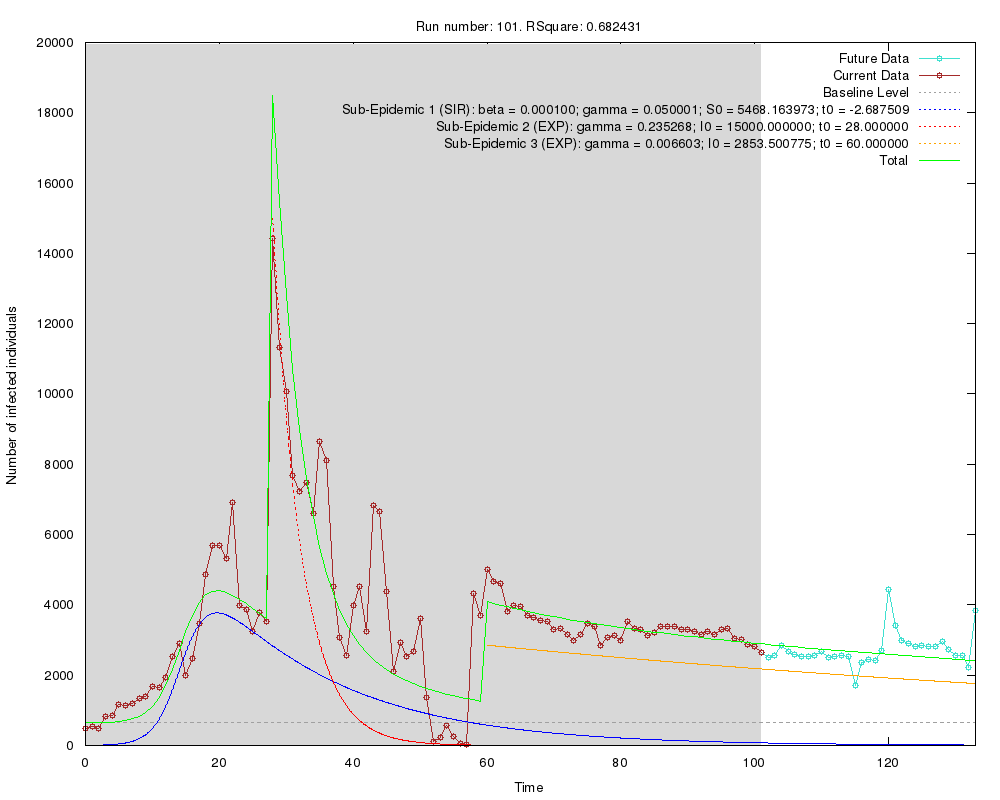 Run number: 101. RSquare: 0.682431
Future Data
Current Data
Baseline Level
Sub-Epidemic 1 (SIR): beta = 0.000100; gamma = 0.050001; S0 = 5468.163973; t0 = -2.687509
Sub-Epidemic 2 (EXP): gamma = 0.235268; I0 = 15000.000000; t0 = 28.000000
Sub-Epidemic 3 (EXP): gamma = 0.006603; I0 = 2853.500775; t0 = 60.000000
Total
Number of infected individuals
20000
18000
16000
14000
12000
10000
8000
6000
4000
2000
0
0 20 40 60 80 100 120
Time